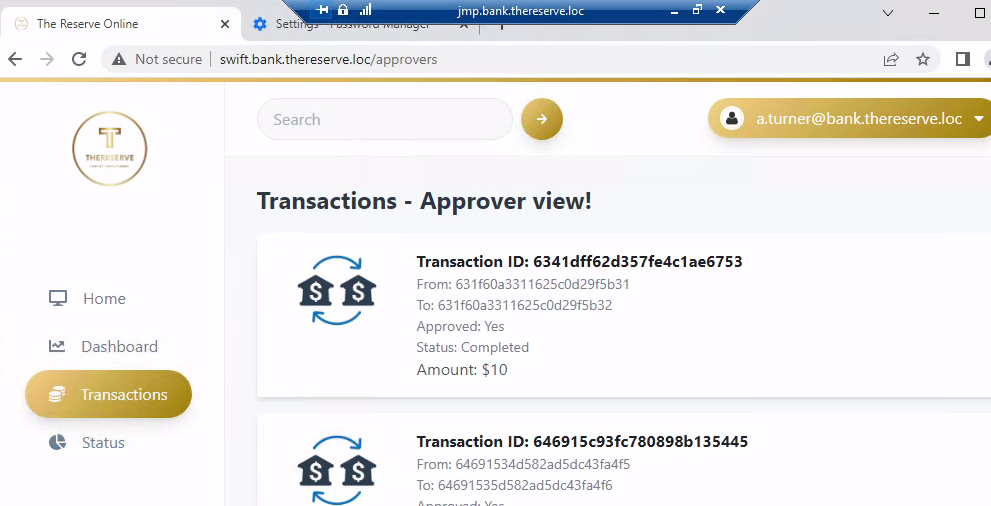 jmp.bank.thereserve.loc
The Reserve Online
Settings - Password Manager
Not secure
swift.bank.thereserve.loc/approvers
THERESERVE
Search
a.turner@bank.thereserve.loc
Transactions - Approver view!
Home
Dashboard
Transactions
Status
Transaction ID: 6341dff62d357fe4c1ae6753
From: 631f60a3311625c0d29f5b31
To: 631f60a3311625c0d29f5b32
Approved: Yes
Status: Completed
Amount: $10
Transaction ID: 646915c93fc780898b135445
From: 64691534d582ad5dc43fa4f5
To: 64691535d582ad5dc43fa4f6
Approved: Yes